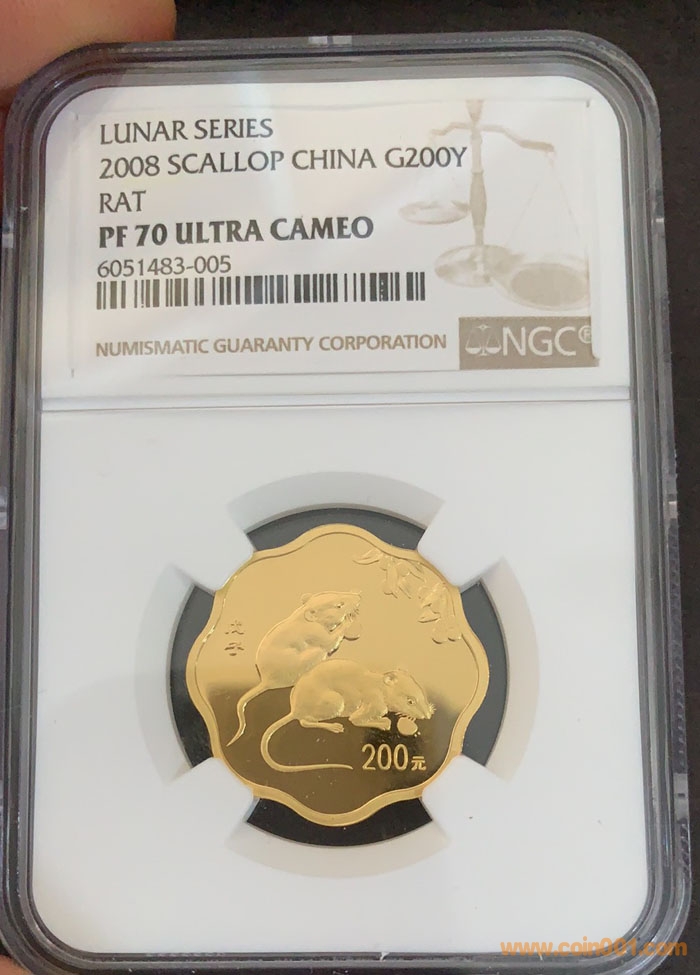 LUNAR SERIES
2008 SCALLOP CHINA G200Y
RAT
PF 70 ULTRA CAMEO
6051483-005
NUMISMATIC GUARANTY CORPORATION
NGC®
戊子
200元
www.coin001.com